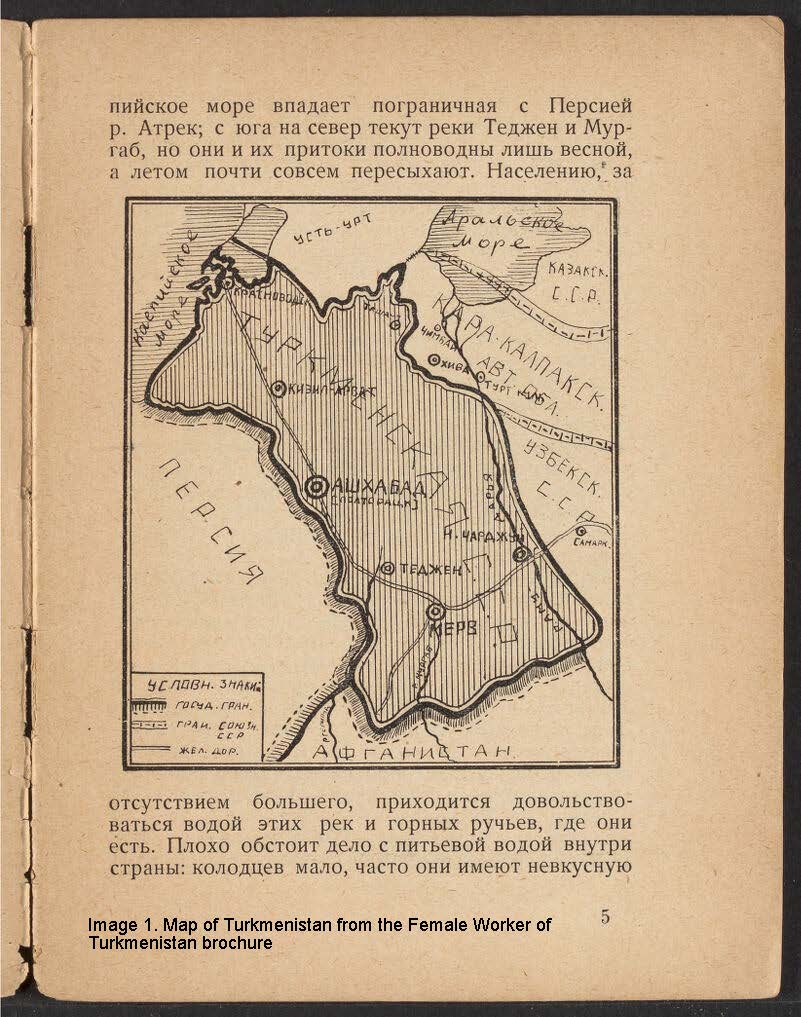 пийское море впадает пограничная с Персией
р. Атрек; с юга на север текут реки Теджен и Мур-
габ, но они и их притоки полноводны лишь весной,
а летом почти совсем пересыхают. Населению, за
УСТЬ-УРТ
Аральское
море
Каспийское
море
КАЗАКСК.
С.С.Р.
КРАСНОВОДСК
КАРА-КАЛПАКСК.
АВТ. ОБЛ.
ЧИМБАЙ
ХИВА
ТУРКМЕНСКАЯ
КИЗИЛ-АРВАТ
УЗБЕКСК.
С.С.Р.
ПЕРСИЯ
АШХАБАД
[ПОЛТОРАЦК]
Н. ЧАРДЖУЙ
САМАРК.
ТЕДЖЕН
МЕРВ
УСЛОВН. ЗНАКИ
ГОСУД. ГРАН.
ГРАН. СОЮЗН.
ССР
ЖЕЛ. ДОР.
АФГАНИСТАН
отсутствием большего, приходится довольство-
ваться водой этих рек и горных ручьев, где они
есть. Плохо обстоит дело с питьевой водой внутри
страны: колодцев мало, часто они имеют невкусную
5
Image 1. Map of Turkmenistan from the Female Worker of
Turkmenistan brochure